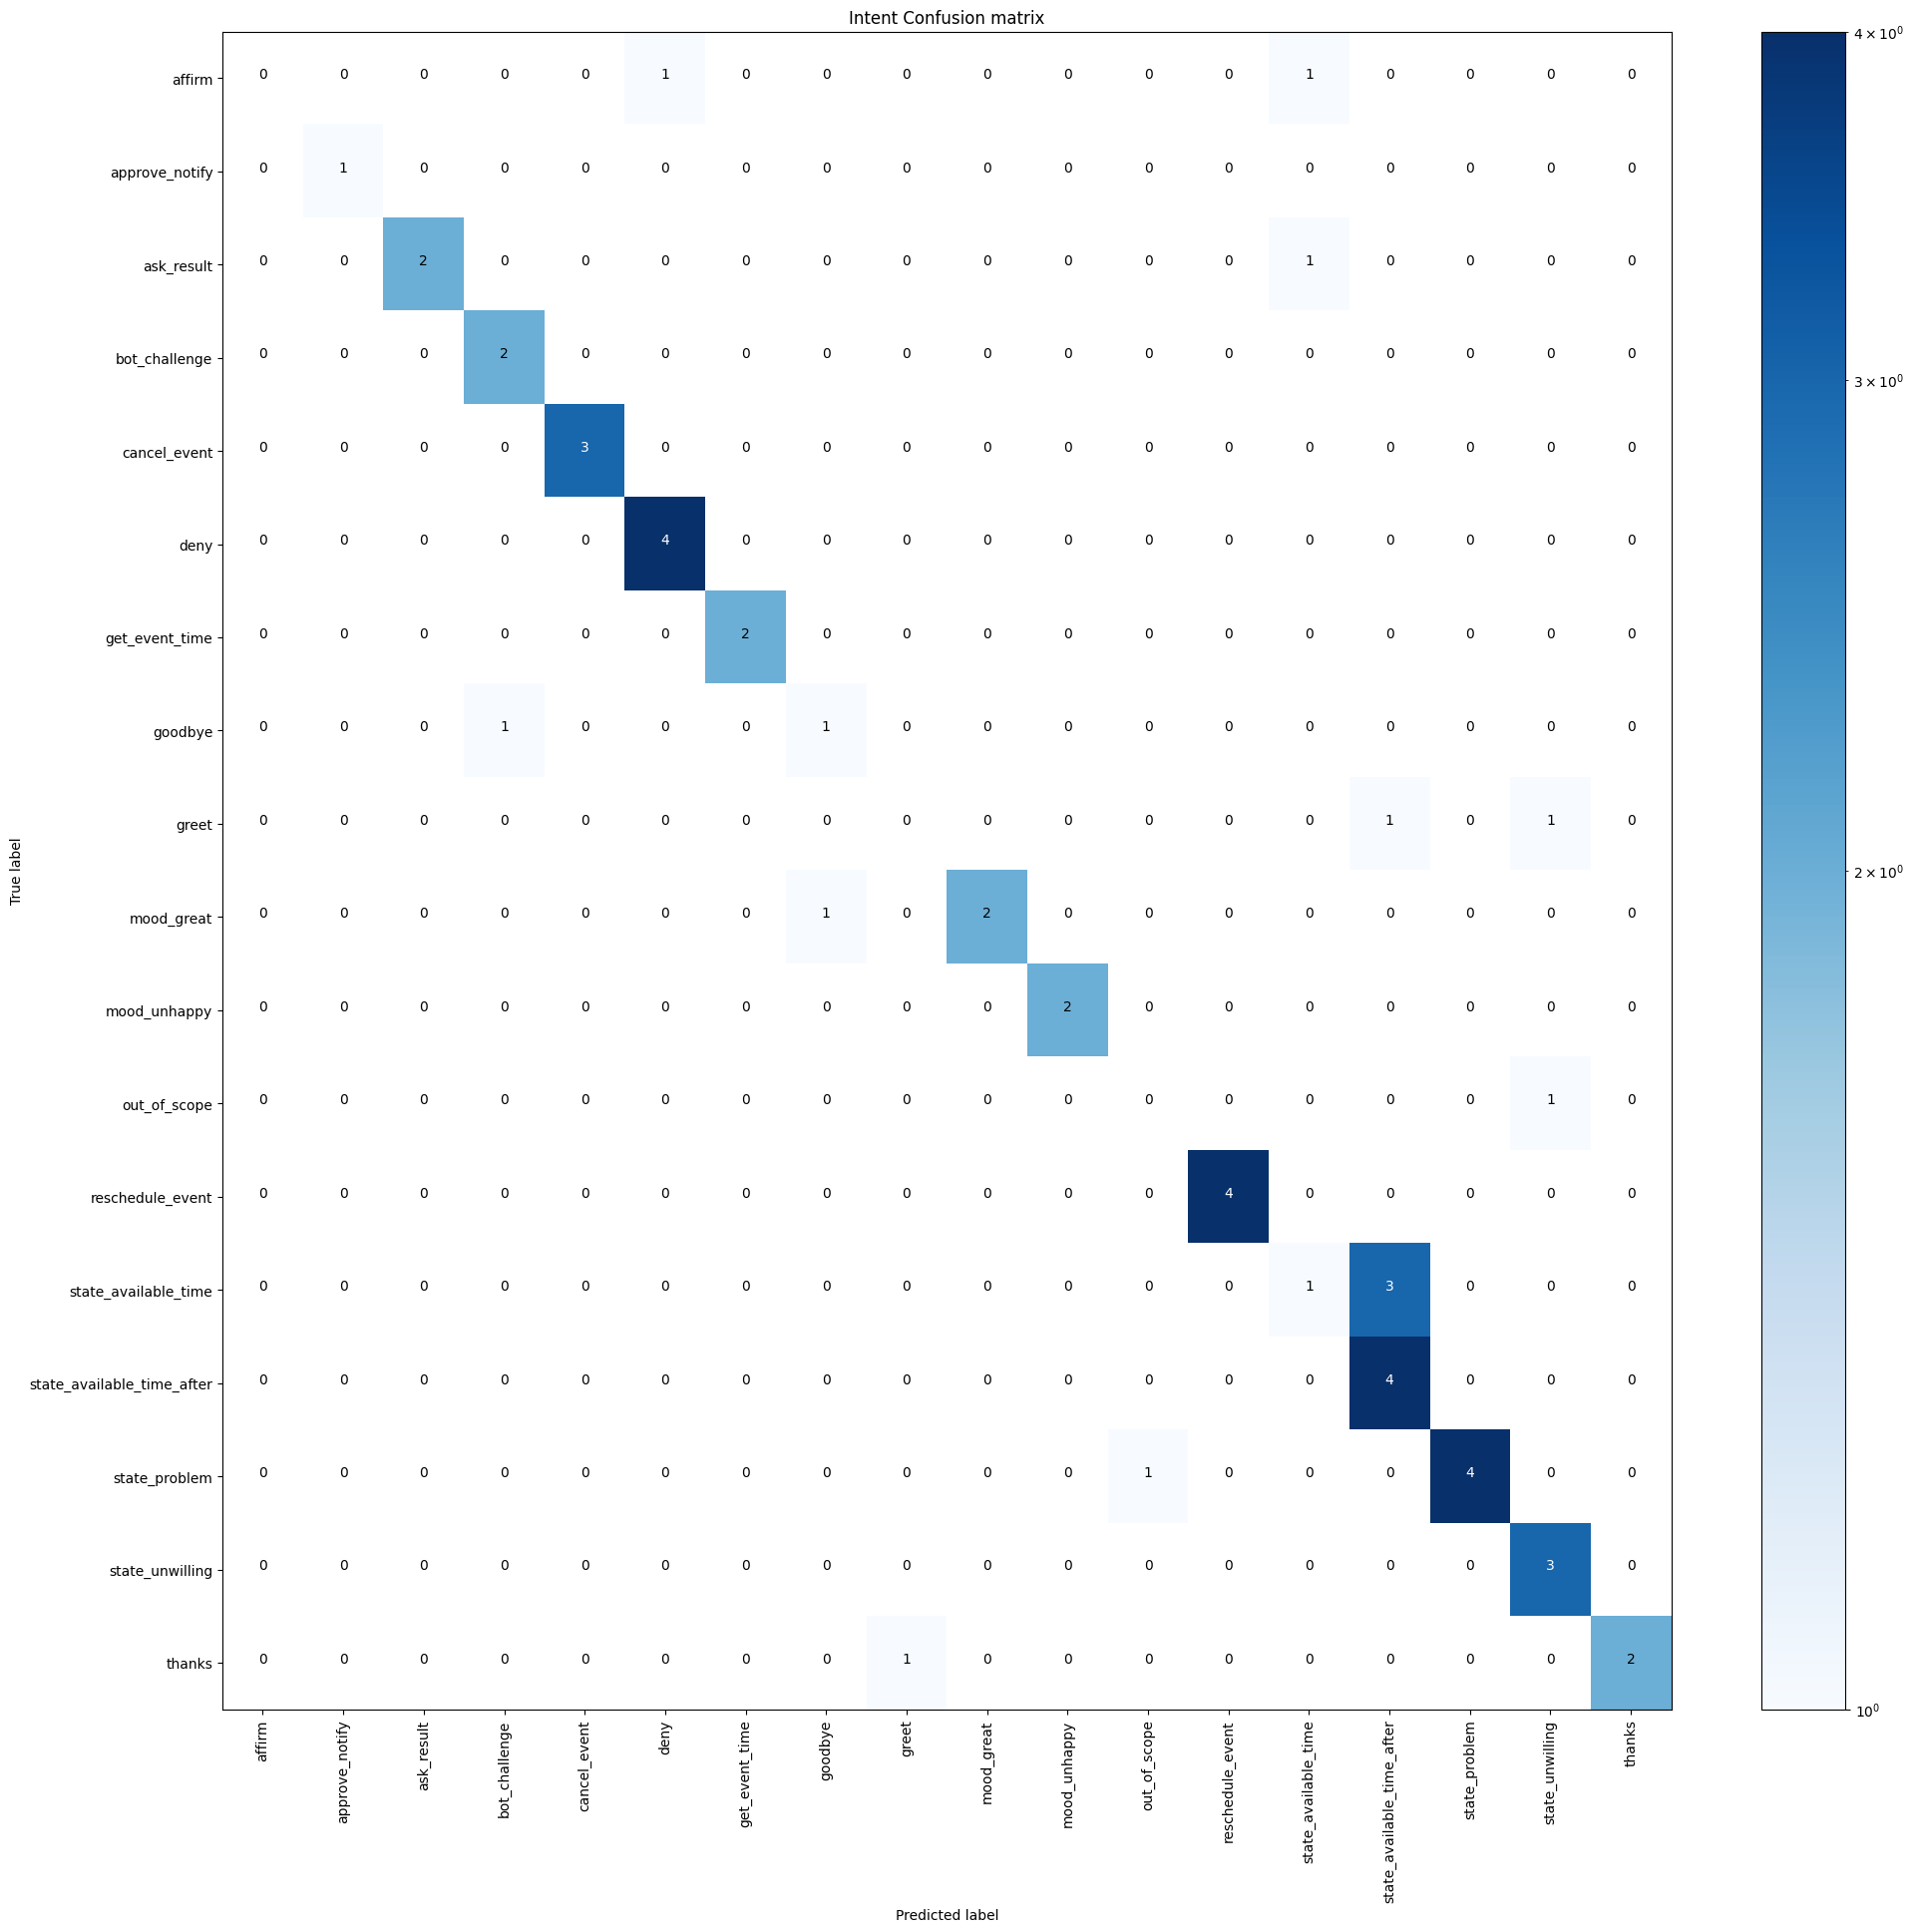 Intent Confusion matrix
affirm 0 0 0 0 0 1 0 0 0 0 0 0 0 1 0 0 0 0
approve_notify 0 1 0 0 0 0 0 0 0 0 0 0 0 0 0 0 0 0
ask_result 0 0 2 0 0 0 0 0 0 0 0 0 0 1 0 0 0 0
bot_challenge 0 0 0 2 0 0 0 0 0 0 0 0 0 0 0 0 0 0
cancel_event 0 0 0 0 3 0 0 0 0 0 0 0 0 0 0 0 0 0
deny 0 0 0 0 0 4 0 0 0 0 0 0 0 0 0 0 0 0
get_event_time 0 0 0 0 0 0 2 0 0 0 0 0 0 0 0 0 0 0
goodbye 0 0 0 1 0 0 0 1 0 0 0 0 0 0 0 0 0 0
greet 0 0 0 0 0 0 0 0 0 0 0 0 0 0 1 0 1 0
mood_great 0 0 0 0 0 0 0 1 0 2 0 0 0 0 0 0 0 0
mood_unhappy 0 0 0 0 0 0 0 0 0 0 2 0 0 0 0 0 0 0
out_of_scope 0 0 0 0 0 0 0 0 0 0 0 0 0 0 0 0 1 0
reschedule_event 0 0 0 0 0 0 0 0 0 0 0 0 4 0 0 0 0 0
state_available_time 0 0 0 0 0 0 0 0 0 0 0 0 0 1 3 0 0 0
state_available_time_after 0 0 0 0 0 0 0 0 0 0 0 0 0 0 4 0 0 0
state_problem 0 0 0 0 0 0 0 0 0 0 0 1 0 0 0 4 0 0
state_unwilling 0 0 0 0 0 0 0 0 0 0 0 0 0 0 0 0 3 0
thanks 0 0 0 0 0 0 0 0 1 0 0 0 0 0 0 0 0 2
True label
affirm
approve_notify
ask_result
bot_challenge
cancel_event
deny
get_event_time
goodbye
greet
mood_great
mood_unhappy
out_of_scope
reschedule_event
state_available_time
state_available_time_after
state_problem
state_unwilling
thanks
Predicted label
4 × 10⁰
3 × 10⁰
2 × 10⁰
10⁰